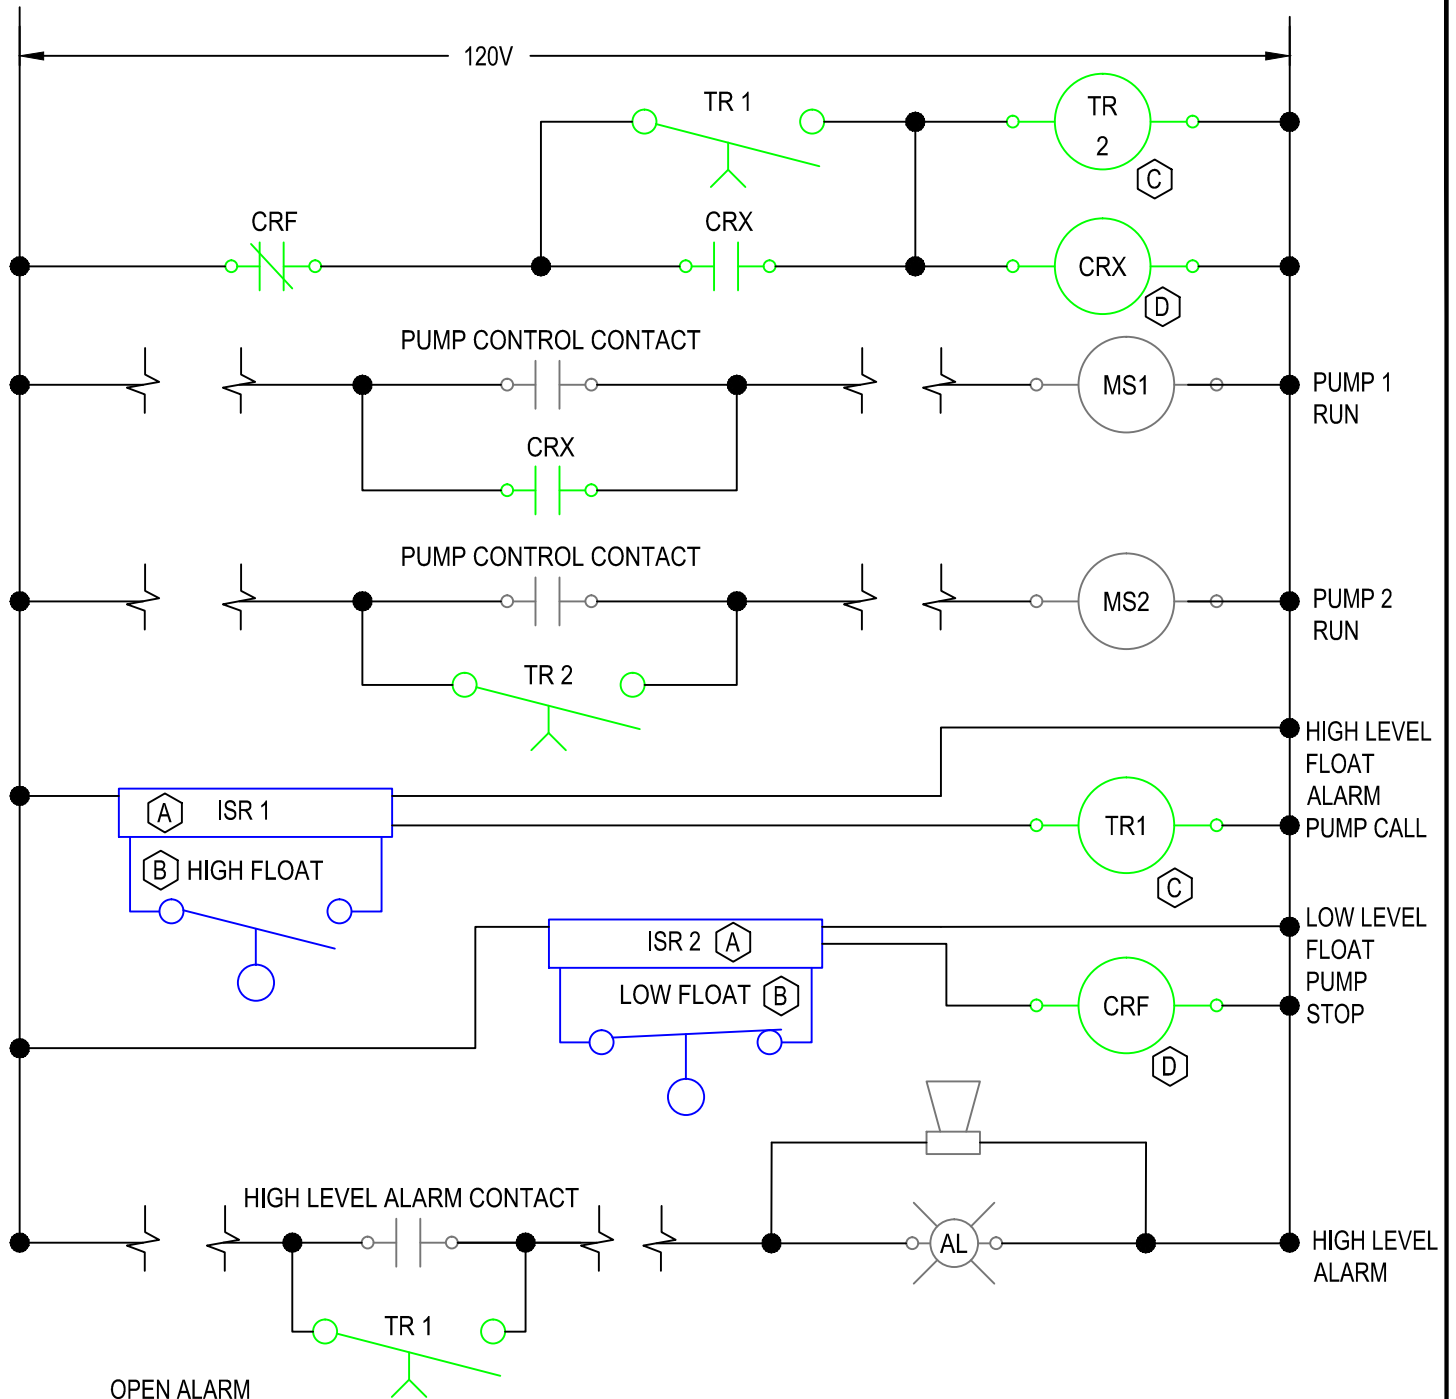 120V
TR 1
TR
2
C
CRF
CRX
CRX
D
PUMP CONTROL CONTACT
MS1
PUMP 1
RUN
CRX
PUMP CONTROL CONTACT
MS2
PUMP 2
RUN
TR 2
HIGH LEVEL
FLOAT
ALARM
A
ISR 1
TR1
PUMP CALL
B
HIGH FLOAT
C
LOW LEVEL
FLOAT
PUMP
STOP
ISR 2
A
LOW FLOAT
B
CRF
D
HIGH LEVEL ALARM CONTACT
AL
HIGH LEVEL
ALARM
TR 1
OPEN ALARM